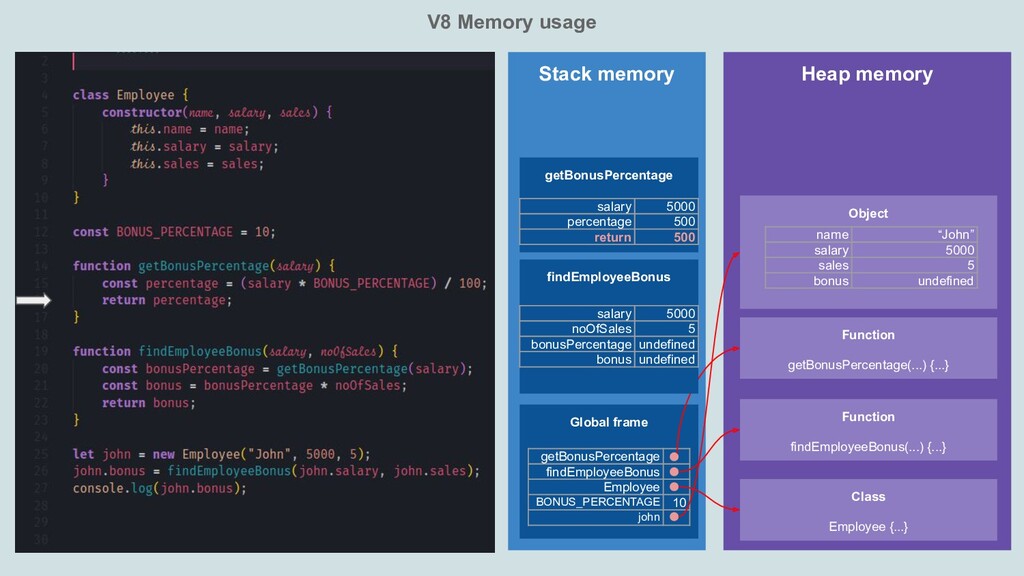 V8 Memory usage
2
3
4 class Employee {
5 constructor(name, salary, sales) {
6 this.name = name;
7 this.salary = salary;
8 this.sales = sales;
9 }
10 }
11
12 const BONUS_PERCENTAGE = 10;
13
14 function getBonusPercentage(salary) {
15 const percentage = (salary * BONUS_PERCENTAGE) / 100;
return percentage;
17 }
18
19 function findEmployeeBonus(salary, noOfSales) {
20 const bonusPercentage = getBonusPercentage(salary);
21 const bonus = bonusPercentage * noOfSales;
22 return bonus;
23 }
24
25 let john = new Employee("John", 5000, 5);
26 john.bonus = findEmployeeBonus(john.salary, john.sales);
27 console.log(john.bonus);
28
29
30
Stack memory
getBonusPercentage
salary 5000
percentage 500
return 500
findEmployeeBonus
salary 5000
noOfSales 5
bonusPercentage undefined
bonus undefined
Global frame
getBonusPercentage
findEmployeeBonus
Employee
BONUS_PERCENTAGE 10
john
Heap memory
Object
name “John”
salary 5000
sales 5
bonus undefined
Function
getBonusPercentage(...) {...}
Function
findEmployeeBonus(...) {...}
Class
Employee {...}